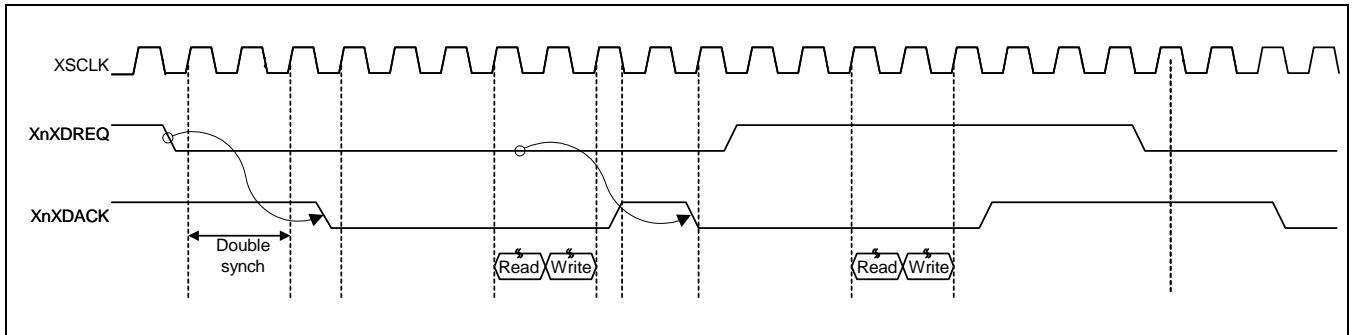 XSCLK
XnXDREQ
XnXDACK
Double
synch
Read Write
Read Write